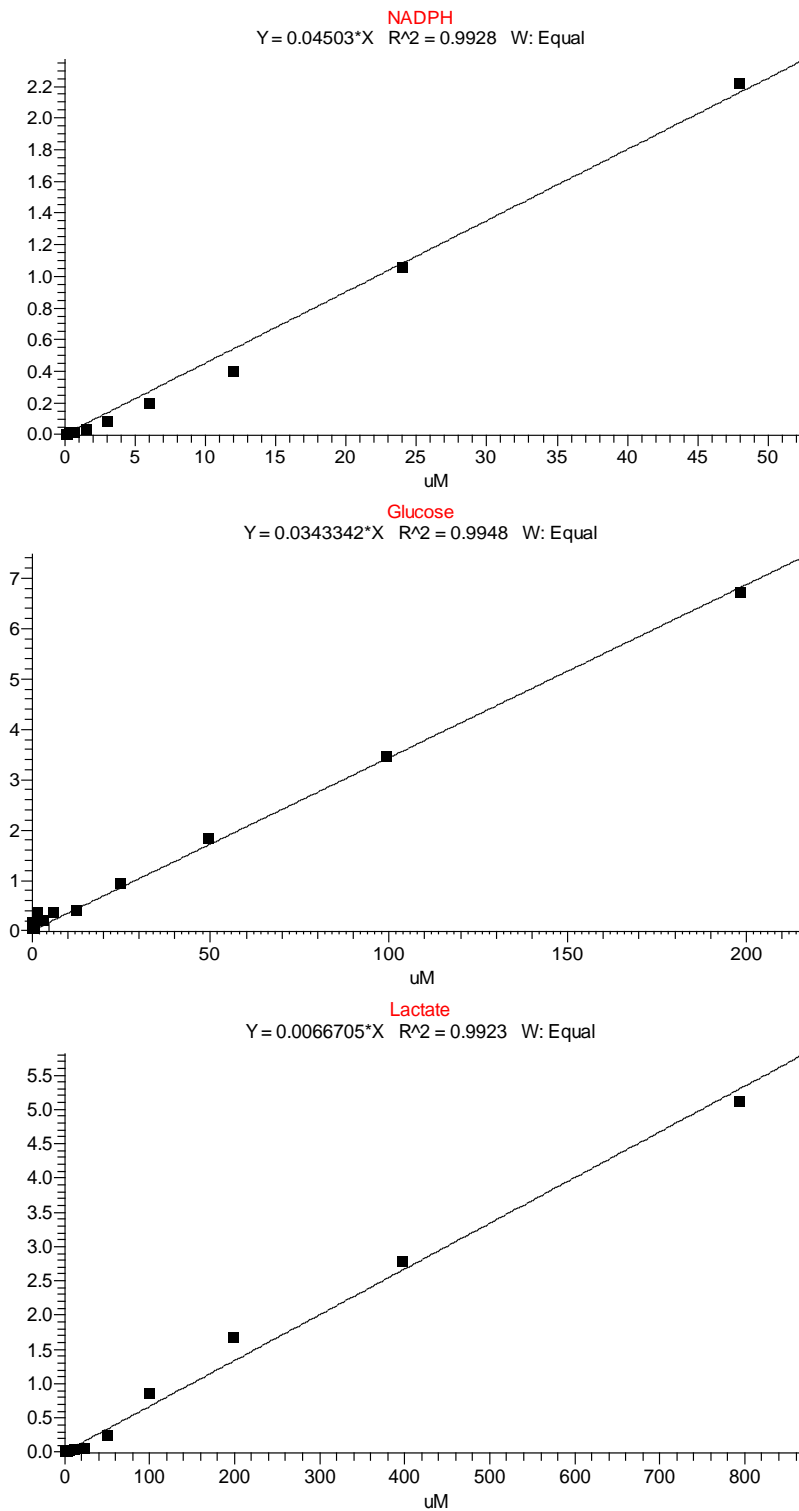 NADPH
Y = 0.04503*X R^2 = 0.9928 W: Equal
2.2
2.0
1.8
1.6
1.4
1.2
1.0
0.8
0.6
0.4
0.2
0.0
0 5 10 15 20 25 30 35 40 45 50
uM
Glucose
Y = 0.0343342*X R^2 = 0.9948 W: Equal
7
6
5
4
3
2
1
0
0 50 100 150 200
uM
Lactate
Y = 0.0066705*X R^2 = 0.9923 W: Equal
5.5
5.0
4.5
4.0
3.5
3.0
2.5
2.0
1.5
1.0
0.5
0.0
0 100 200 300 400 500 600 700 800
uM